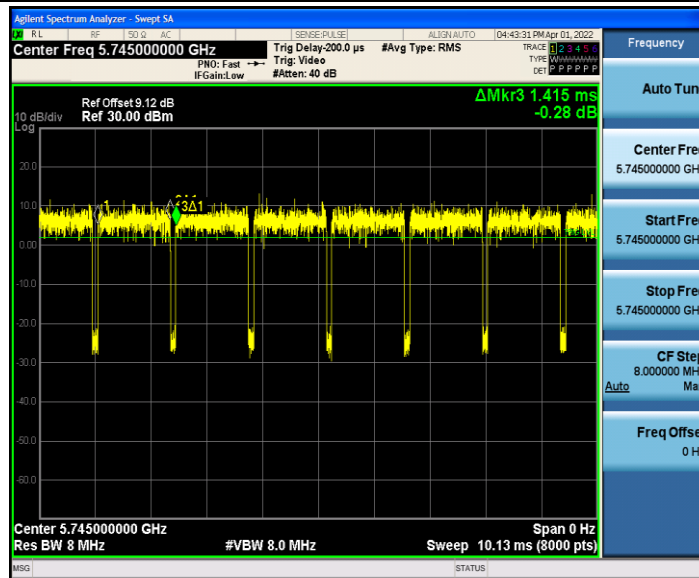 Agilent Spectrum Analyzer - Swept SA
RL RF 50 Ω AC SENSE:PULSE ALIGN AUTO 04:43:31 PM Apr 01, 2022
Center Freq 5.745000000 GHz
PNO: Fast
IFGain:Low
Trig Delay-200.0 µs
Trig: Video
#Atten: 40 dB
#Avg Type: RMS
TRACE 1 2 3 4 5 6
TYPE W
DET P P P P P P
ΔMkr3 1.415 ms
-0.28 dB
Ref Offset 9.12 dB
10 dB/div Ref 30.00 dBm
Log
20.0
10.0
0.00
-10.0
-20.0
-30.0
-40.0
-50.0
-60.0
1
3Δ1
Center 5.745000000 GHz Span 0 Hz
Res BW 8 MHz #VBW 8.0 MHz Sweep 10.13 ms (8000 pts)
MSG STATUS
Frequency
Auto Tun
Center Fre
5.745000000 GH
Start Fre
5.745000000 GH
Stop Fre
5.745000000 GH
CF Ste
8.000000 MH
Auto Ma
Freq Offse
0 H